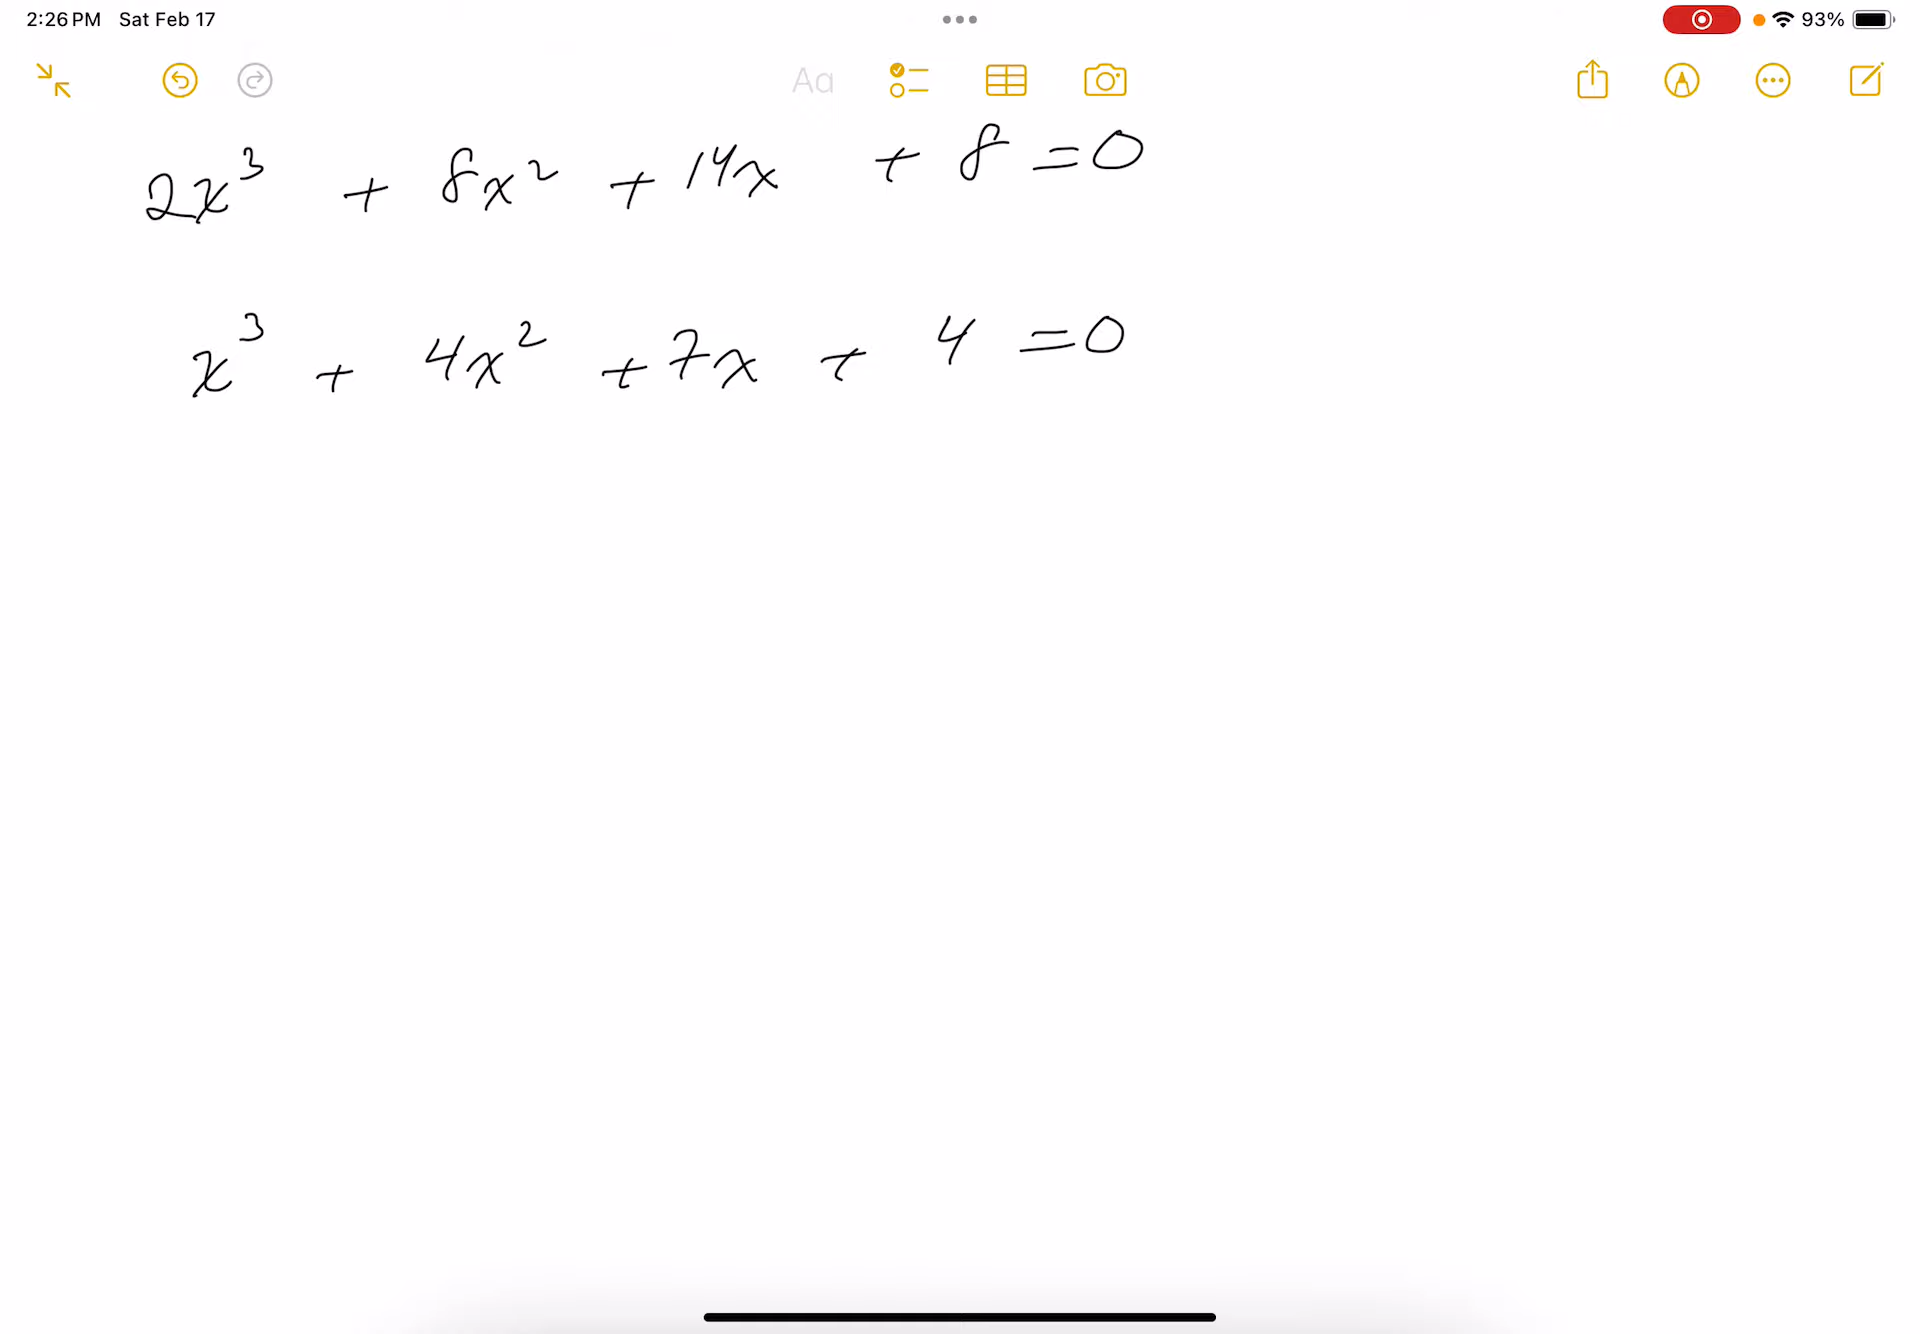 2:26 PM Sat Feb 17
93%
Aa
2x³ + 8x² + 14x + 8 = 0
x³ + 4x² + 7x + 4 = 0